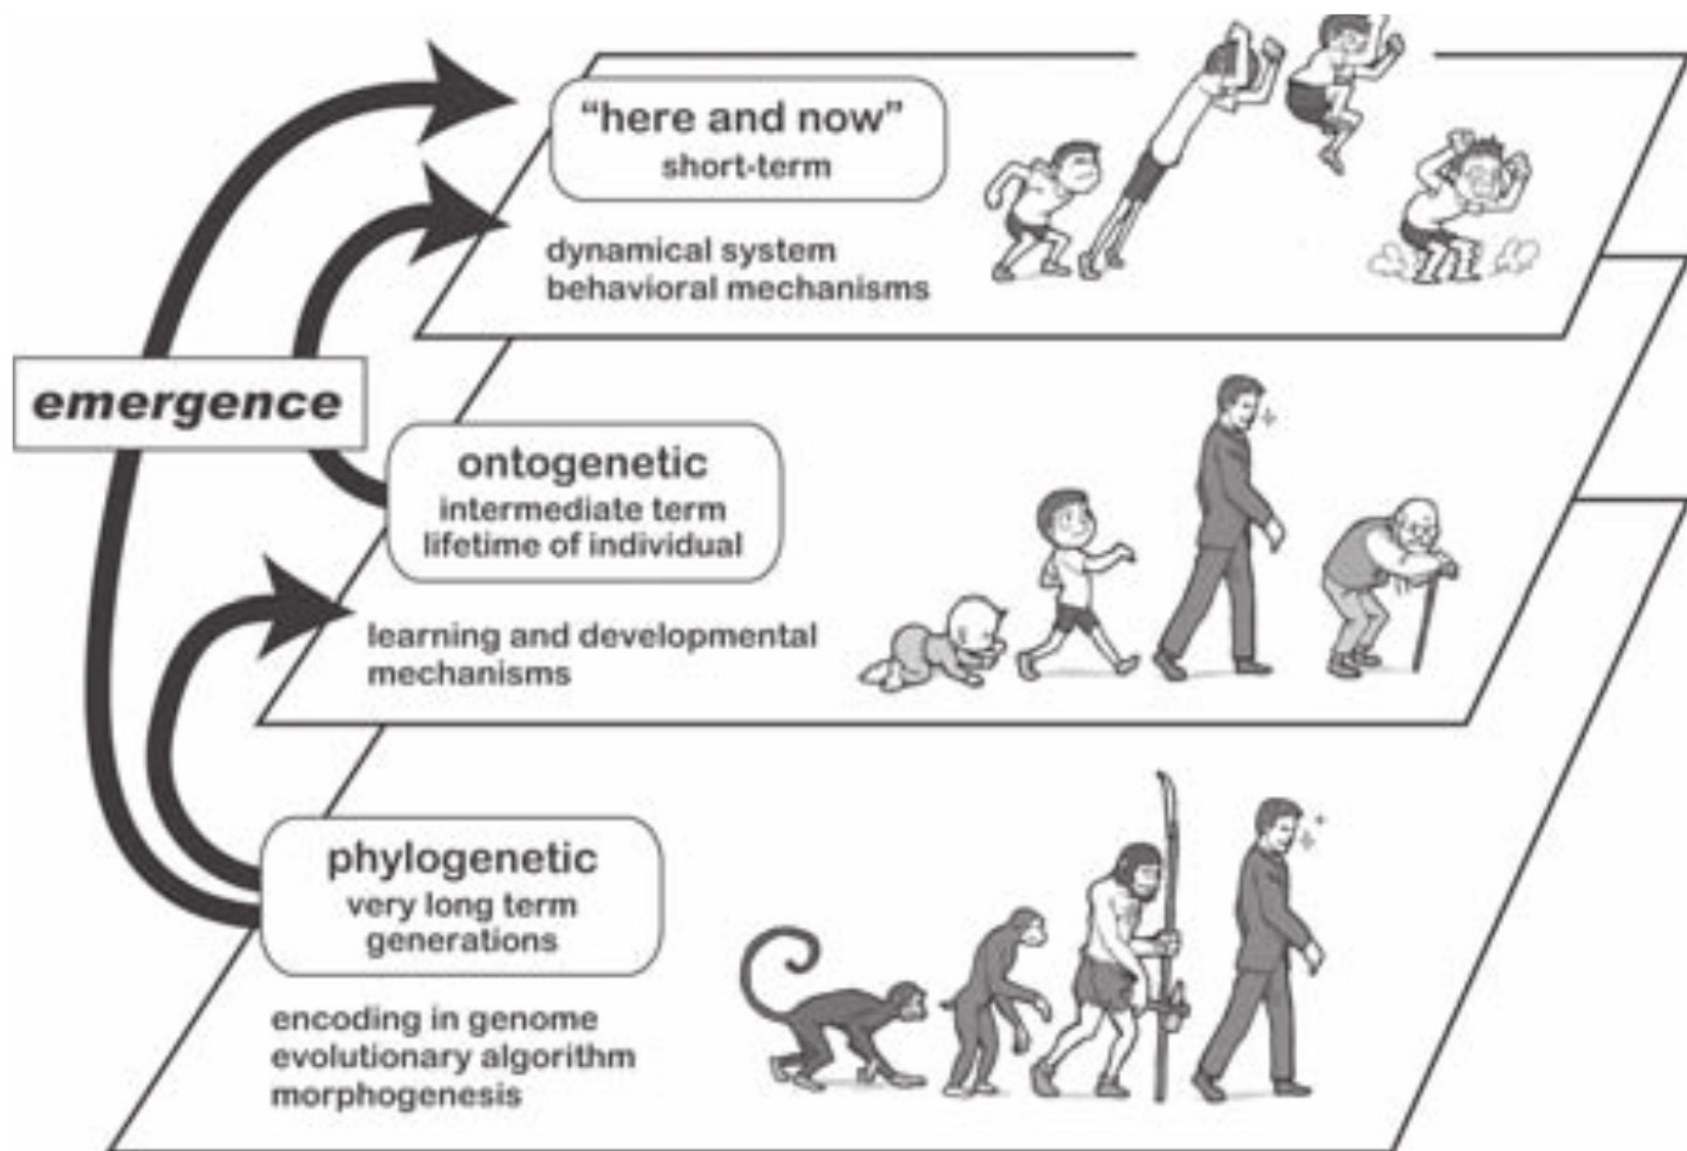 “here and now”
short-term
dynamical system
behavioral mechanisms
emergence
ontogenetic
intermediate term
lifetime of individual
learning and developmental
mechanisms
phylogenetic
very long term
generations
encoding in genome
evolutionary algorithm
morphogenesis